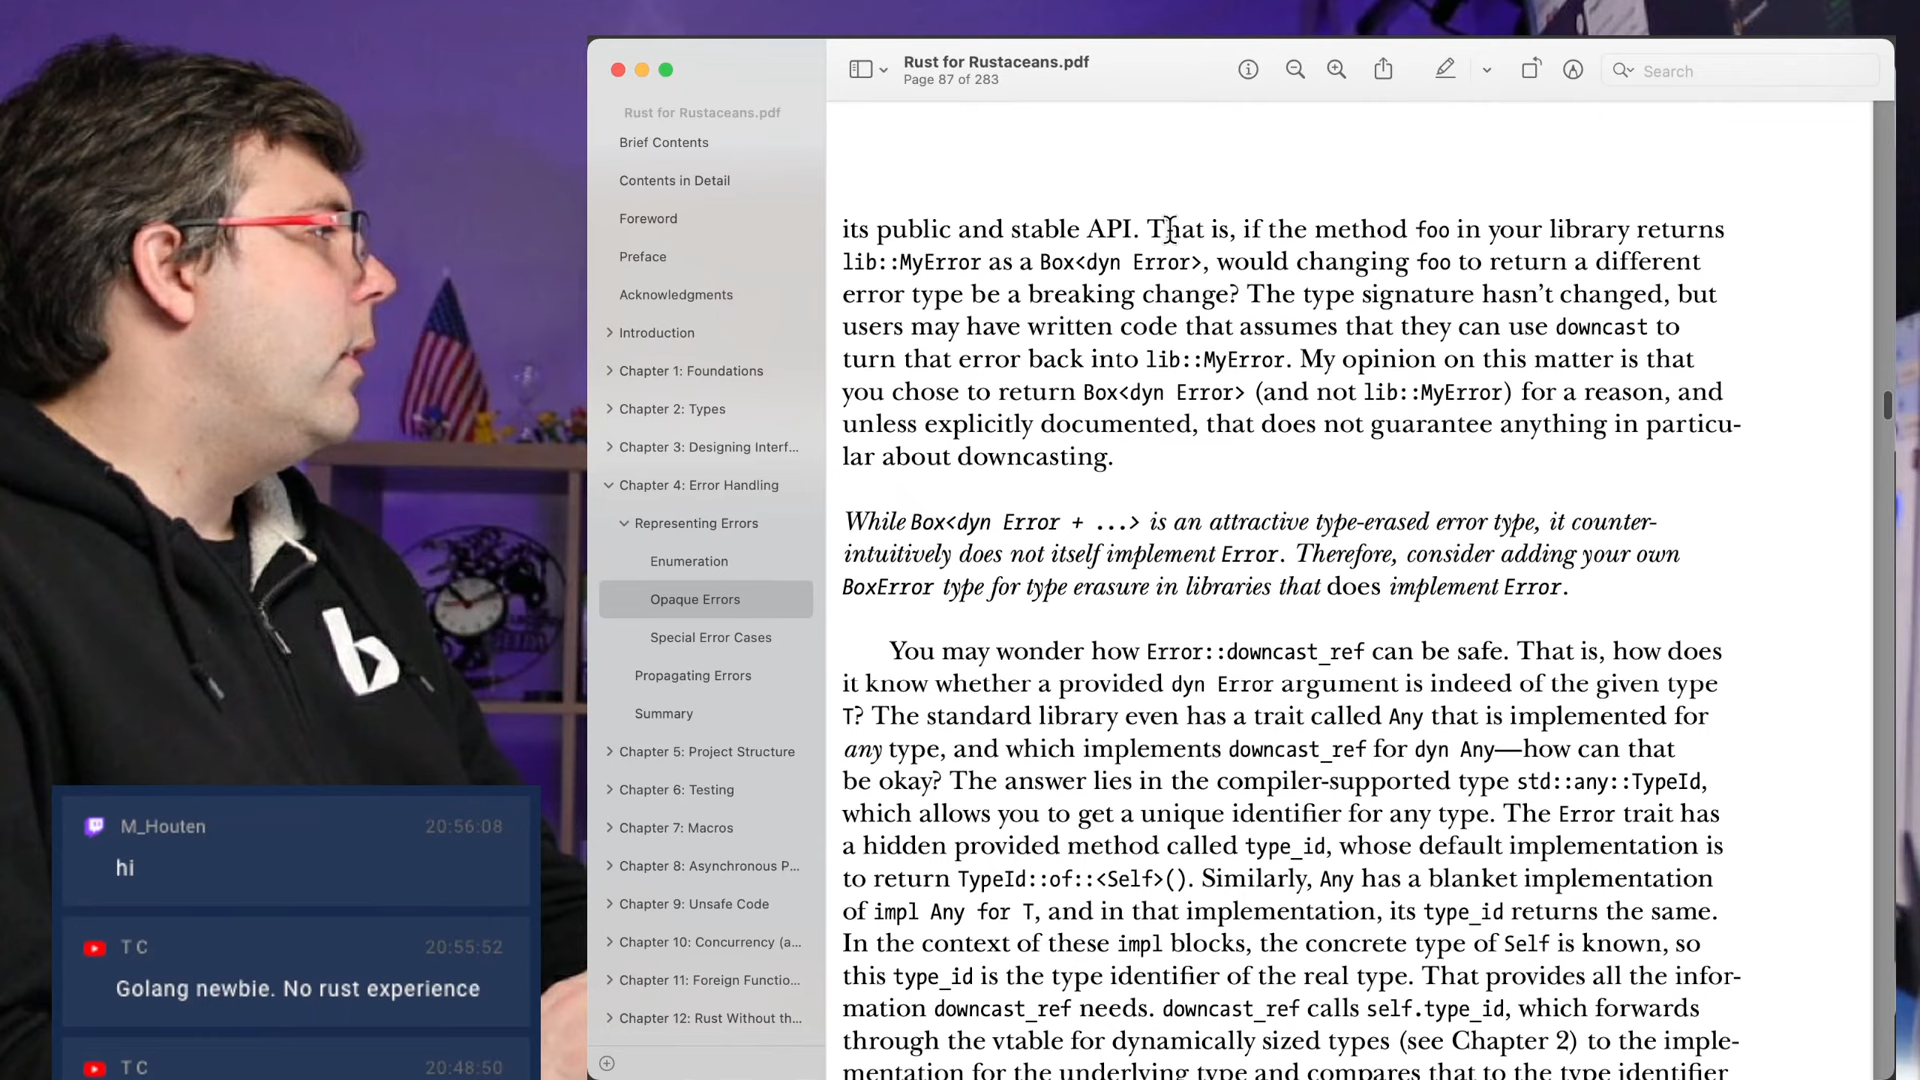 Rust for Rustaceans.pdf
Page 87 of 283
Search
Rust for Rustaceans.pdf
Brief Contents
Contents in Detail
Foreword
Preface
Acknowledgments
Introduction
Chapter 1: Foundations
Chapter 2: Types
Chapter 3: Designing Interf...
Chapter 4: Error Handling
Representing Errors
Enumeration
Opaque Errors
Special Error Cases
Propagating Errors
Summary
Chapter 5: Project Structure
Chapter 6: Testing
Chapter 7: Macros
Chapter 8: Asynchronous P...
Chapter 9: Unsafe Code
Chapter 10: Concurrency (a...
Chapter 11: Foreign Functio...
Chapter 12: Rust Without th...
its public and stable API. That is, if the method foo in your library returns
lib::MyError as a Box<dyn Error>, would changing foo to return a different
error type be a breaking change? The type signature hasn't changed, but
users may have written code that assumes that they can use downcast to
turn that error back into lib::MyError. My opinion on this matter is that
you chose to return Box<dyn Error> (and not lib::MyError) for a reason, and
unless explicitly documented, that does not guarantee anything in particu-
lar about downcasting.
While Box<dyn Error + ...> is an attractive type-erased error type, it counter-
intuitively does not itself implement Error. Therefore, consider adding your own
BoxError type for type erasure in libraries that does implement Error.
You may wonder how Error::downcast_ref can be safe. That is, how does
it know whether a provided dyn Error argument is indeed of the given type
T? The standard library even has a trait called Any that is implemented for
any type, and which implements downcast_ref for dyn Any—how can that
be okay? The answer lies in the compiler-supported type std::any::TypeId,
which allows you to get a unique identifier for any type. The Error trait has
a hidden provided method called type_id, whose default implementation is
to return TypeId::of::<Self>(). Similarly, Any has a blanket implementation
of impl Any for T, and in that implementation, its type_id returns the same.
In the context of these impl blocks, the concrete type of Self is known, so
this type_id is the type identifier of the real type. That provides all the infor-
mation downcast_ref needs. downcast_ref calls self.type_id, which forwards
through the vtable for dynamically sized types (see Chapter 2) to the imple-
mentation for the underlying type and compares that to the type identifier
M_Houten 20:56:08
hi
T C 20:55:52
Golang newbie. No rust experience
T C 20:48:50
b